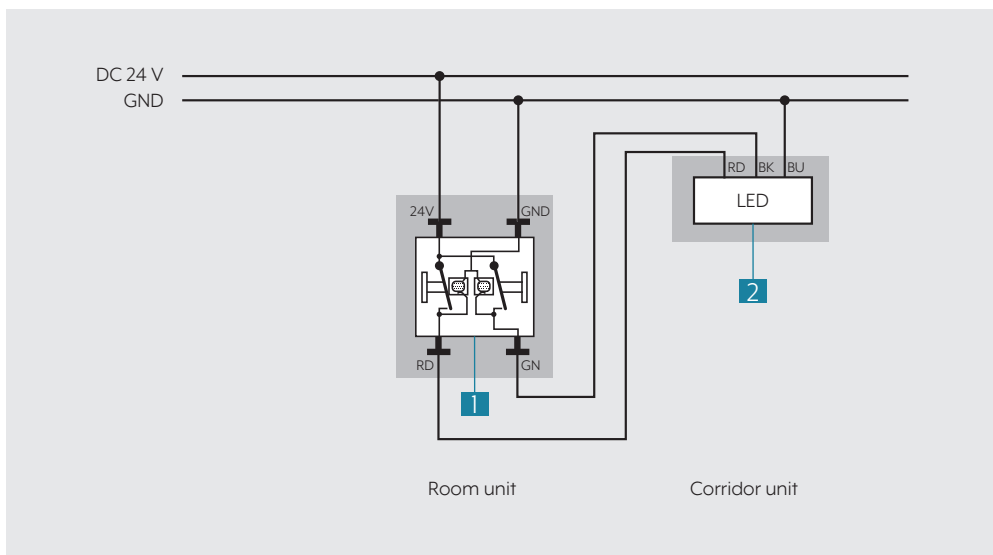 DC 24 V
GND
RD BK BU
LED
24V GND
2
RD GN
1
Room unit
Corridor unit